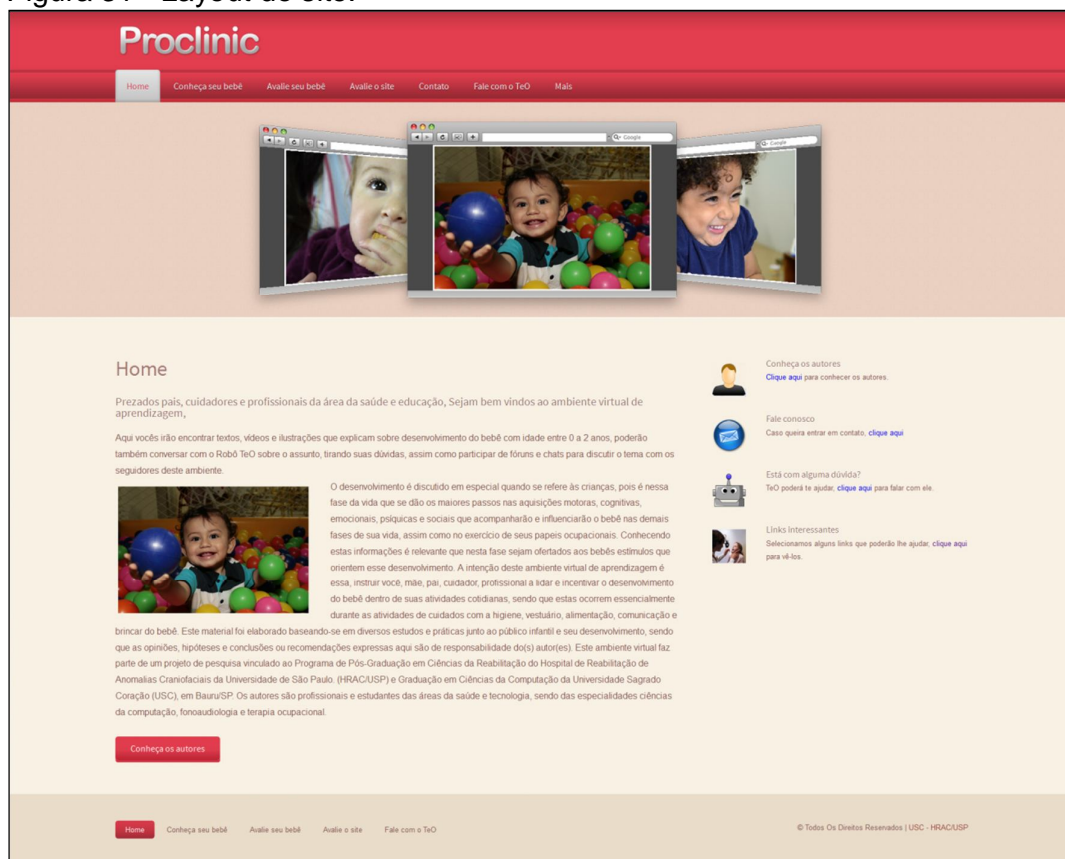 Proclinic
Home Conheça seu bebê Avalie seu bebê Avalie o site Contato Fale com o TeO Mais
Google
Google
Home
Prezados pais, cuidadores e profissionais da área da saúde e educação, Sejam bem vindos ao ambiente virtual de
aprendizagem,
Aqui vocês irão encontrar textos, vídeos e ilustrações que explicam sobre desenvolvimento do bebê com idade entre 0 a 2 anos, poderão
também conversar com o Robô TeO sobre o assunto, tirando suas dúvidas, assim como participar de fóruns e chats para discutir o tema com os
seguidores deste ambiente.
O desenvolvimento é discutido em especial quando se refere às crianças, pois é nessa
fase da vida que se dão os maiores passos nas aquisições motoras, cognitivas,
emocionais, psíquicas e sociais que acompanharão e influenciarão o bebê nas demais
fases de sua vida, assim como no exercício de seus papeis ocupacionais. Conhecendo
estas informações é relevante que nesta fase sejam ofertados aos bebês estímulos que
orientem esse desenvolvimento. A intenção deste ambiente virtual de aprendizagem é
essa, instruir você, mãe, pai, cuidador, profissional a lidar e incentivar o desenvolvimento
do bebê dentro de suas atividades cotidianas, sendo que estas ocorrem essencialmente
durante as atividades de cuidados com a higiene, vestuário, alimentação, comunicação e
brincar do bebê. Este material foi elaborado baseando-se em diversos estudos e práticas junto ao público infantil e seu desenvolvimento, sendo
que as opiniões, hipóteses e conclusões ou recomendações expressas aqui são de responsabilidade do(s) autor(es). Este ambiente virtual faz
parte de um projeto de pesquisa vinculado ao Programa de Pós-Graduação em Ciências da Reabilitação do Hospital de Reabilitação de
Anomalias Craniofaciais da Universidade de São Paulo. (HRAC/USP) e Graduação em Ciências da Computação da Universidade Sagrado
Coração (USC), em Bauru/SP. Os autores são profissionais e estudantes das áreas da saúde e tecnologia, sendo das especialidades ciências
da computação, fonoaudiologia e terapia ocupacional.
Conheça os autores
Conheça os autores
Clique aqui para conhecer os autores.
Fale conosco
Caso queira entrar em contato, clique aqui
Está com alguma dúvida?
TeO poderá te ajudar, clique aqui para falar com ele.
Links interessantes
Selecionamos alguns links que poderão lhe ajudar, clique aqui
para vê-los.
Home Conheça seu bebê Avalie seu bebê Avalie o site Fale com o TeO
© Todos Os Direitos Resenvados | USC - HRAC/USP